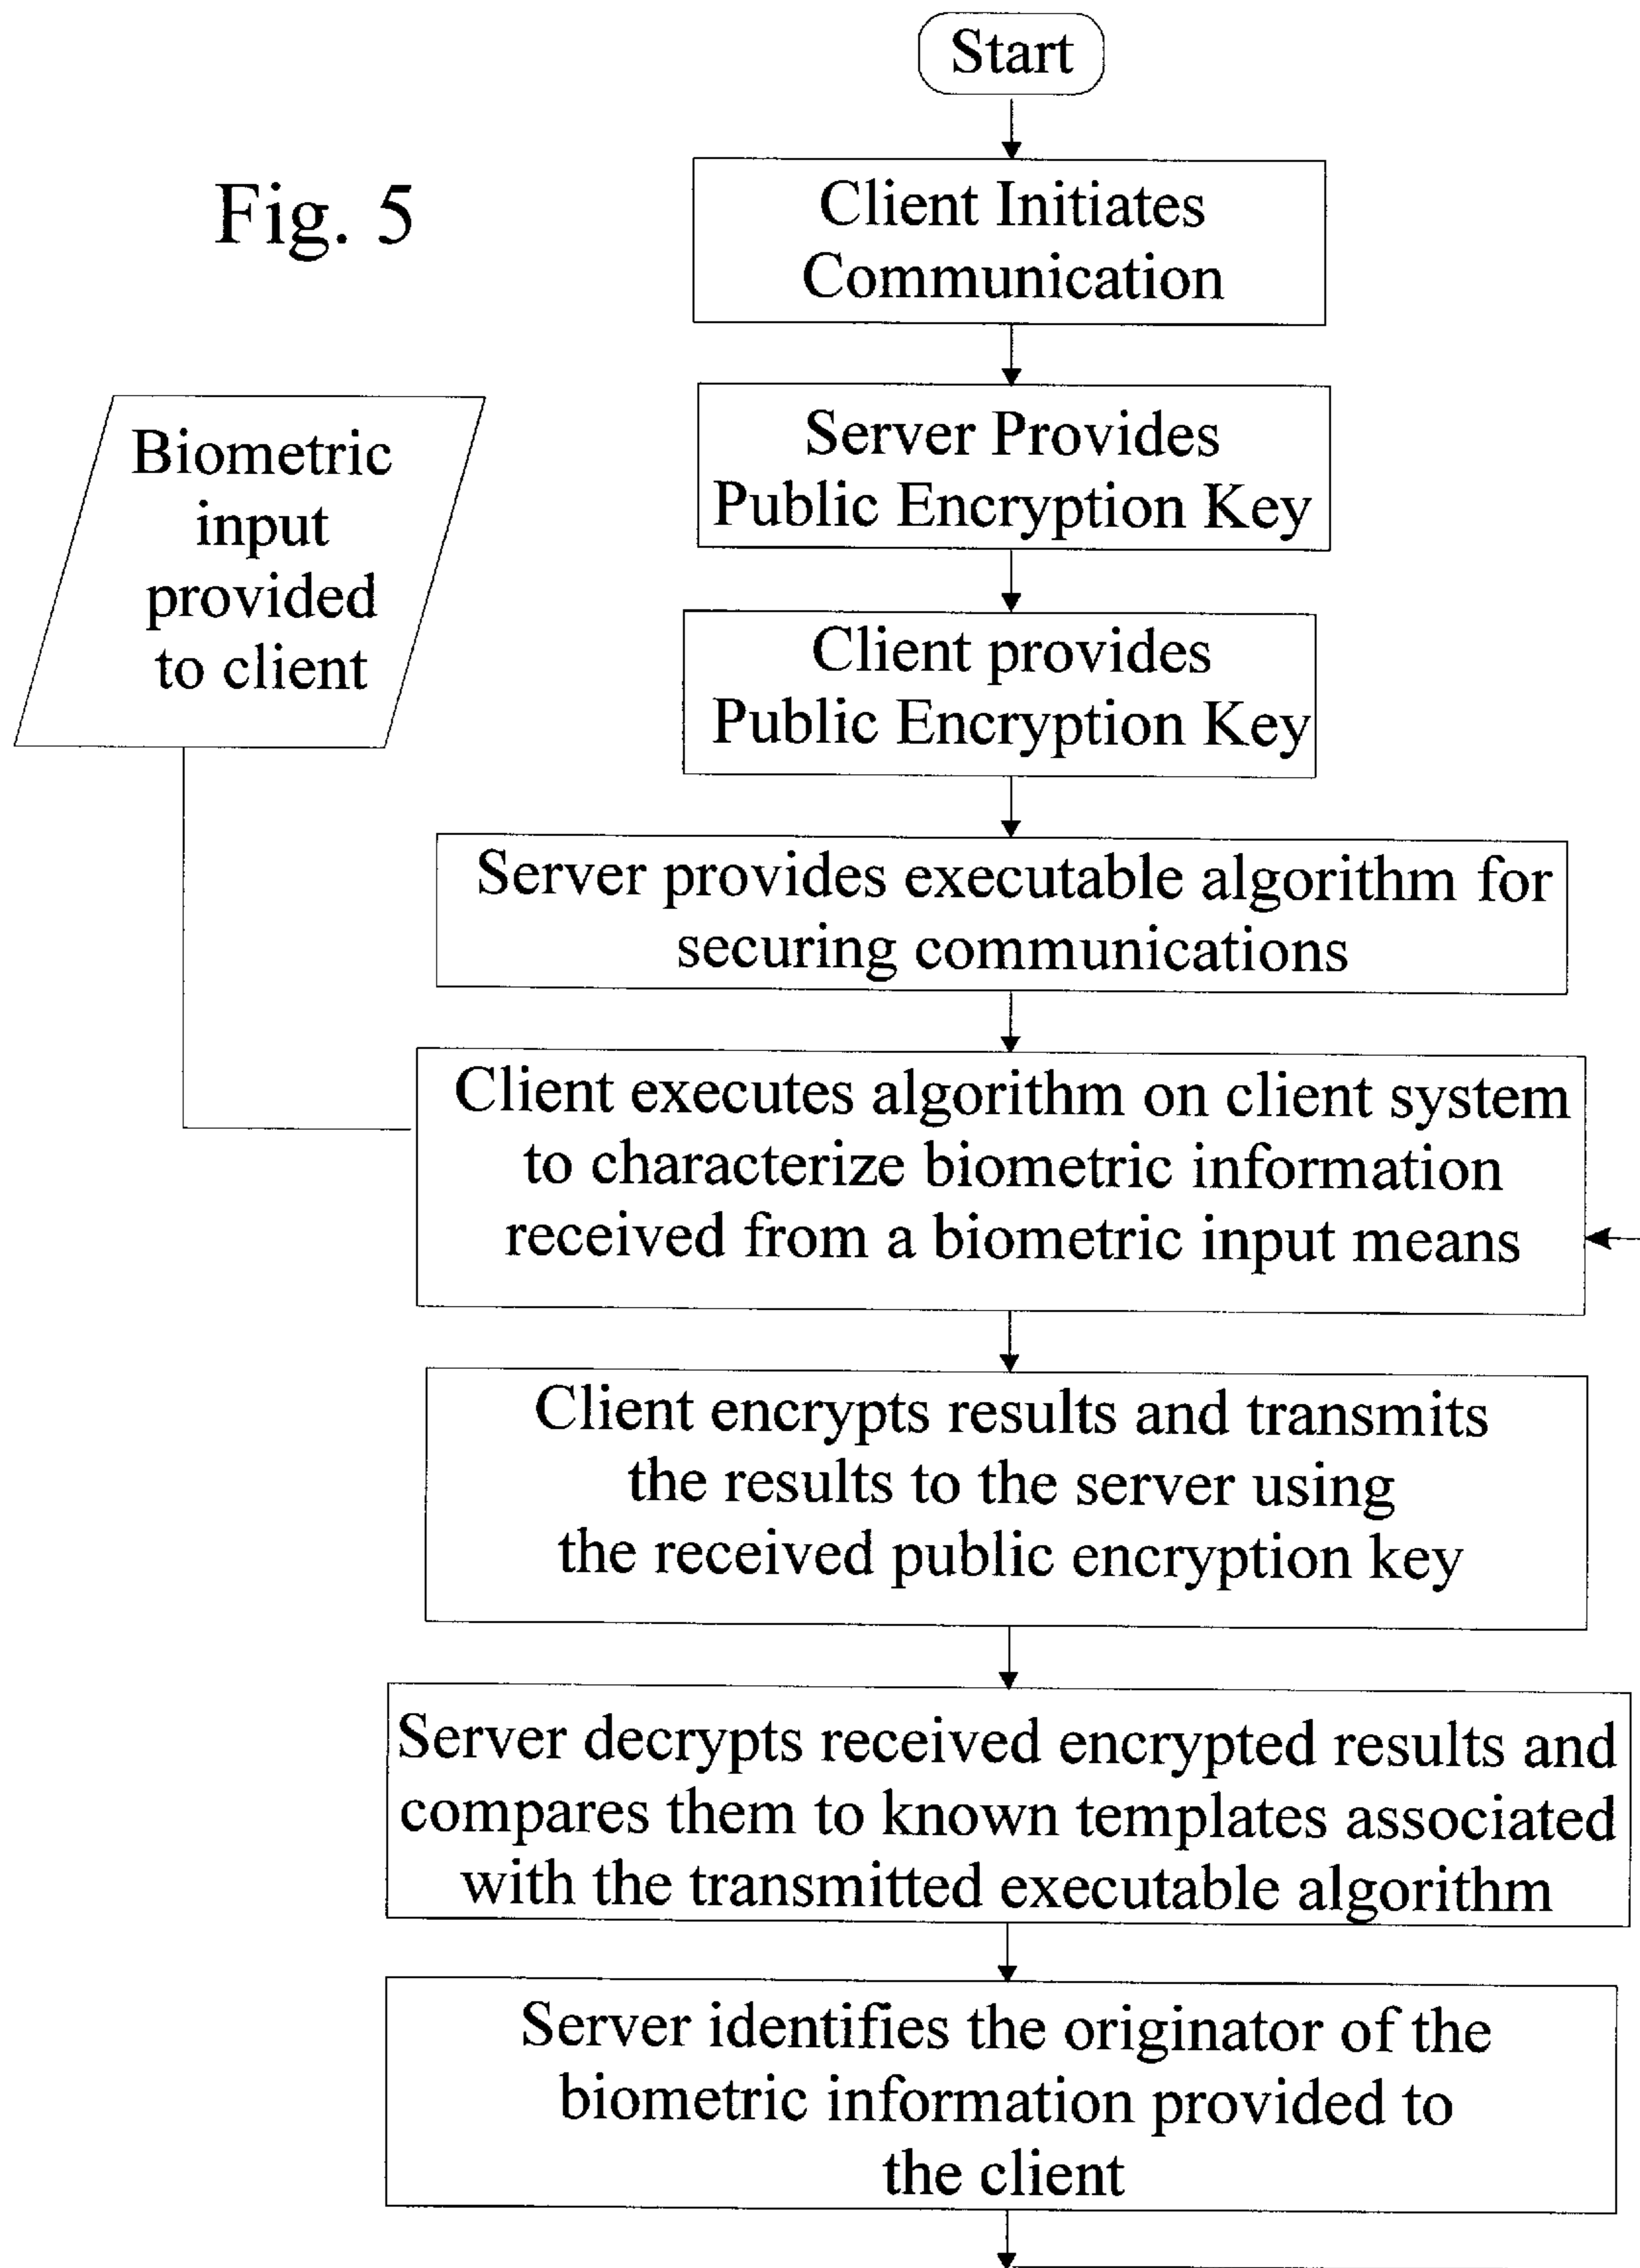 Start
Fig. 5
Client Initiates
Communication
Server Provides
Public Encryption Key
Biometric
input
provided
to client
Client provides
Public Encryption Key
Server provides executable algorithm for
securing communications
Client executes algorithm on client system
to characterize biometric information
received from a biometric input means
Client encrypts results and transmits
the results to the server using
the received public encryption key
Server decrypts received encrypted results and
compares them to known templates associated
with the transmitted executable algorithm
Server identifies the originator of the
biometric information provided to
the client